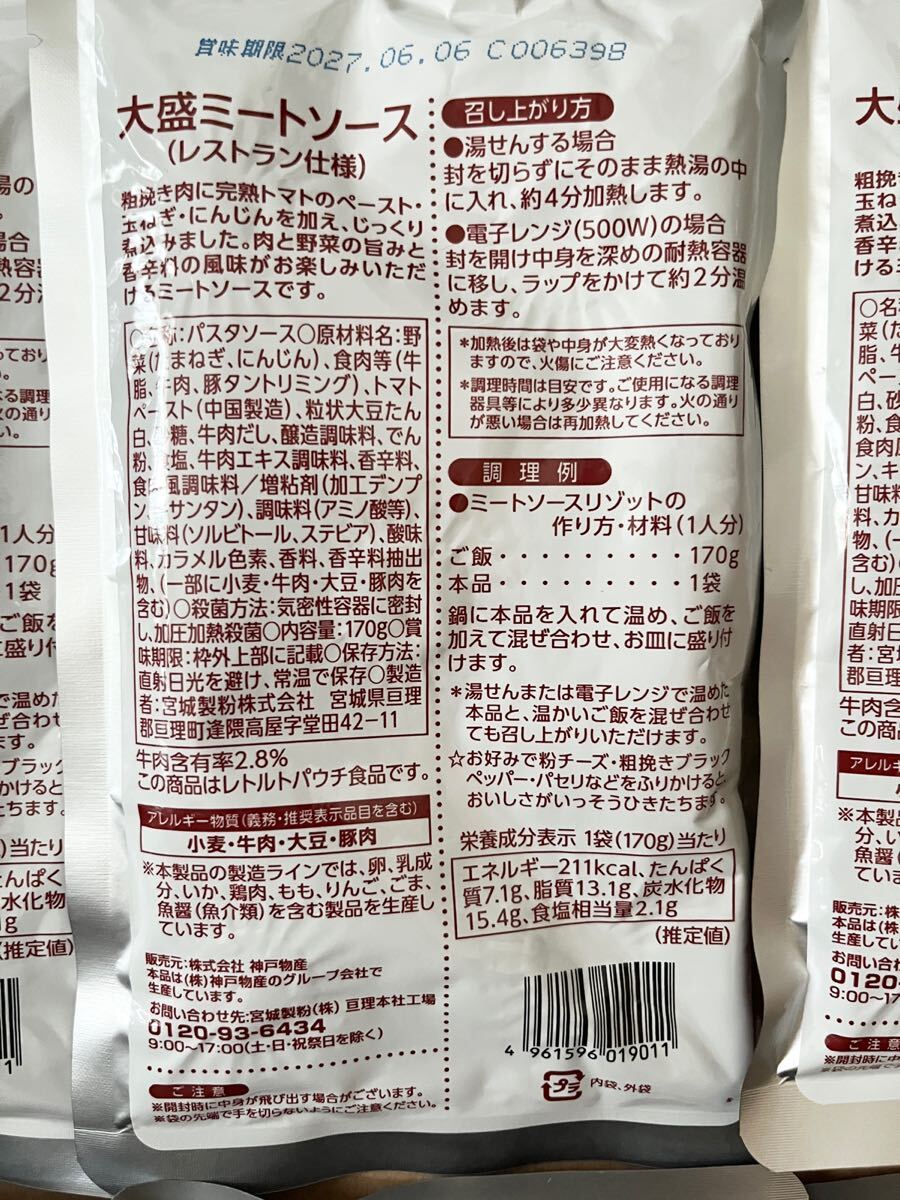 賞味期限2027.06.06 C006398
大盛ミートソース
(レストラン仕様)
粗挽き肉に完熟トマトのペースト・
玉ねぎ・にんじんを加え、じっくり
煮込みました。肉と野菜の旨みと
香辛料の風味がお楽しみいただ
けるミートソースです。
○名称:パスタソース○原材料名:野
菜(たまねぎ、にんじん)、食肉等(牛
脂、牛肉、豚タントリミング)、トマト
ペースト(中国製造)、粒状大豆たん
白、砂糖、牛肉だし、醸造調味料、でん
粉、食塩、牛肉エキス調味料、香辛料、
食肉風調味料/増粘剤(加工デンプ
ン、キサンタン)、調味料(アミノ酸等)、
甘味料(ソルビトール、ステビア)、酸味
料、カラメル色素、香料、香辛料抽出
物、(一部に小麦・牛肉・大豆・豚肉を
含む)○殺菌方法:気密性容器に密封
し、加圧加熱殺菌○内容量:170g○賞
味期限:枠外上部に記載○保存方法:
直射日光を避け、常温で保存○製造
者:宮城製粉株式会社 宮城県亘理
郡亘理町逢隈高屋字堂田42-11
牛肉含有率2.8%
この商品はレトルトパウチ食品です。
アレルギー物質(義務・推奨表示品目を含む)
小麦・牛肉・大豆・豚肉
※本製品の製造ラインでは、卵、乳成
分、いか、鶏肉、もも、りんご、ごま、
魚醤(魚介類)を含む製品を生産し
ています。
販売元:株式会社 神戸物産
本品は(株)神戸物産のグループ会社で
生産しています。
お問い合わせ先:宮城製粉(株) 亘理本社工場
0120-93-6434
9:00〜17:00(土・日・祝祭日を除く)
ご注意
※開封時に中身が飛び出す場合がございます。
※袋の先端で手を切らないようにご注意ください。
召し上がり方
●湯せんする場合
封を切らずにそのまま熱湯の中
に入れ、約4分加熱します。
●電子レンジ(500W)の場合
封を開け中身を深めの耐熱容器
に移し、ラップをかけて約2分温
めます。
*加熱後は袋や中身が大変熱くなっており
ますので、火傷にご注意ください。
*調理時間は目安です。ご使用になる調理
器具等により多少異なります。火の通り
が悪い場合は再加熱してください。
調理例
●ミートソースリゾットの
作り方・材料(1人分)
ご飯・・・・・・・・・170g
本品・・・・・・・・・1袋
鍋に本品を入れて温め、ご飯を
加えて混ぜ合わせ、お皿に盛り付
けます。
*湯せんまたは電子レンジで温めた
本品と、温かいご飯を混ぜ合わせ
ても召し上がりいただけます。
☆お好みで粉チーズ・粗挽きブラック
ペッパー・パセリなどをふりかけると、
おいしさがいっそうひきたちます。
栄養成分表示 1袋(170g)当たり
エネルギー211kcal、たんぱく
質7.1g、脂質13.1g、炭水化物
15.4g、食塩相当量2.1g
(推定値)
4 961596 019011
プラ 内袋、外袋